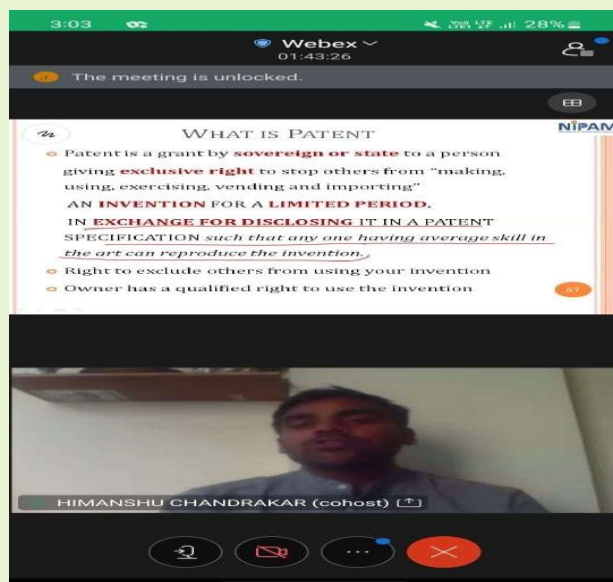 3:03
28%
Webex
01:43:26
The meeting is unlocked.
NIPAM
WHAT IS PATENT
Patent is a grant by sovereign or state to a person
giving exclusive right to stop others from “making,
using, exercising, vending and importing”
AN INVENTION FOR A LIMITED PERIOD,
IN EXCHANGE FOR DISCLOSING IT IN A PATENT
SPECIFICATION such that any one having average skill in
the art can reproduce the invention.
Right to exclude others from using your invention
Owner has a qualified right to use the invention
HIMANSHU CHANDRAKAR (cohost)